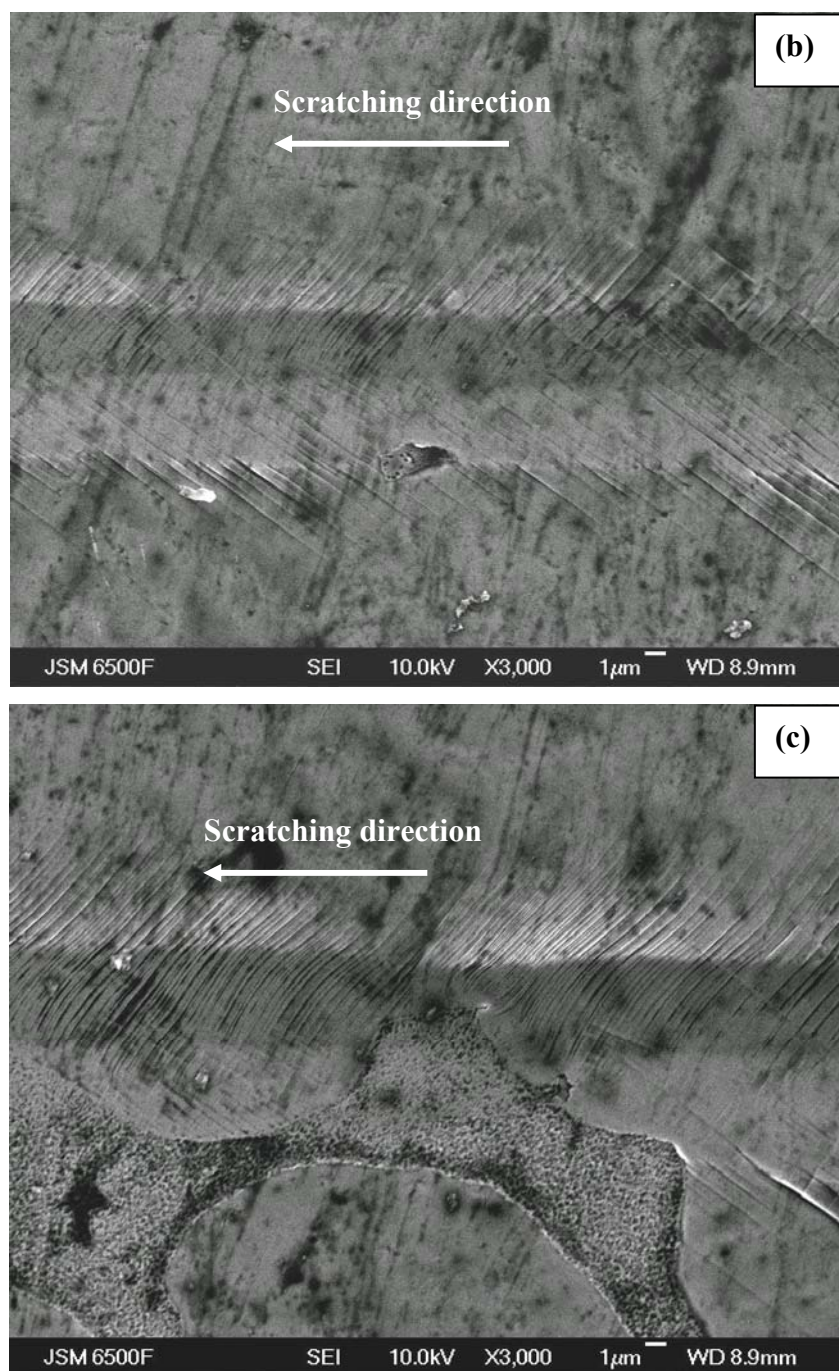 (b)
Scratching direction
JSM 6500F SEI 10.0kV X3,000 1μm WD 8.9mm
(c)
Scratching direction
JSM 6500F SEI 10.0kV X3,000 1μm WD 8.9mm